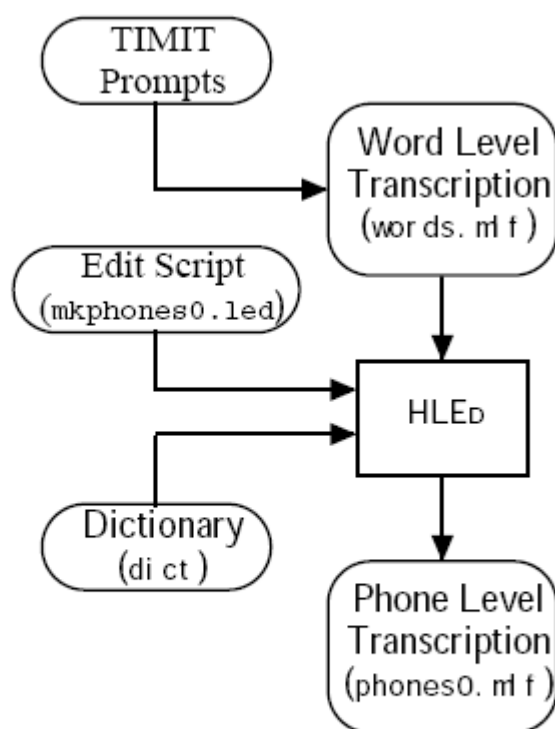 TIMIT
Prompts
Word Level
Transcription
(words.mlf)
Edit Script
(mkphones0.led)
HLED
Dictionary
(dict)
Phone Level
Transcription
(phones0.mlf)